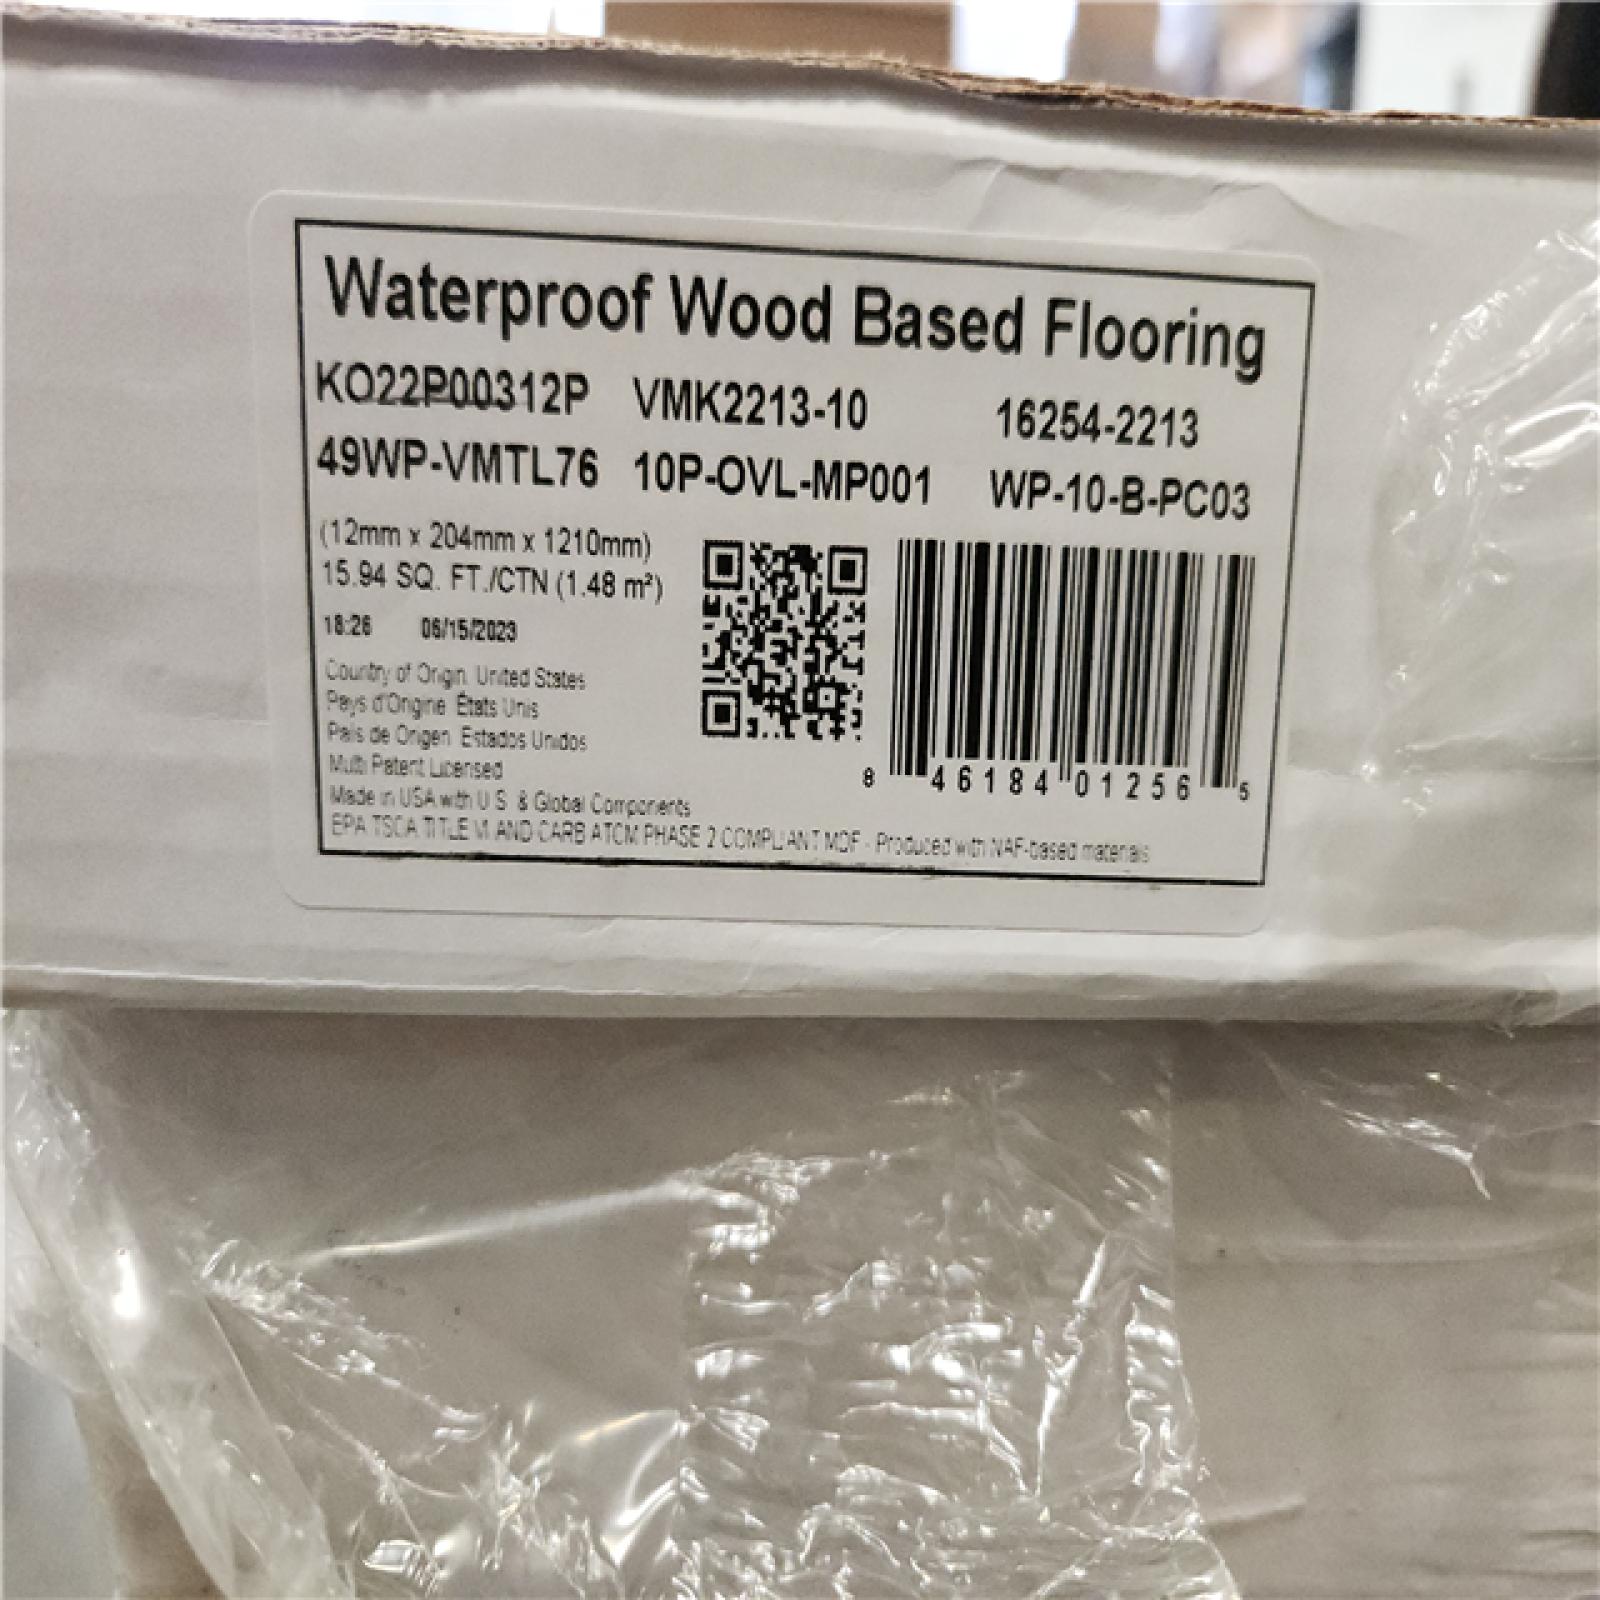 Waterproof Wood Based Flooring
KO22P00312P VMK2213-10 16254-2213
49WP-VMTL76 10P-OVL-MP001 WP-10-B-PC03
(12mm x 204mm x 1210mm)
15.94 SQ. FT./CTN (1.48 m²)
18:26 06/15/2023
Country of Origin: United States
Pays d'Origine: États Unis
País de Origen: Estados Unidos
Multi Patent Licensed
Made in USA with U.S. & Global Components
EPA TSCA TITLE VI AND CARB ATCM PHASE 2 COMPLIANT MDF - Produced with NAF-based materials
8 46184 01256 5